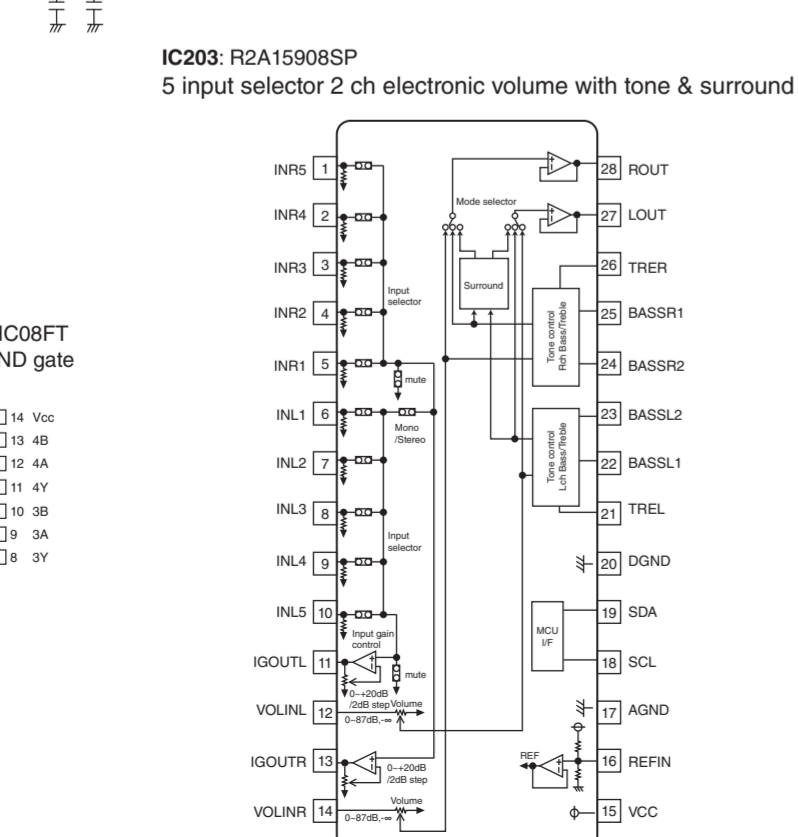 IC203: R2A15908SP
5 input selector 2 ch electronic volume with tone & surround
INR5 1
INR4 2
INR3 3
INR2 4
INR1 5
INL1 6
INL2 7
INL3 8
INL4 9
INL5 10
IGOUTL 11
VOLINL 12
IGOUTR 13
VOLINR 14
28 ROUT
27 LOUT
26 TRER
25 BASSR1
24 BASSR2
23 BASSL2
22 BASSL1
21 TREL
20 DGND
19 SDA
18 SCL
17 AGND
16 REFIN
15 VCC
Mode selector
Surround
Input
selector
mute
Mono
/Stereo
Input
selector
Input gain
control
mute
0~+20dB
/2dB step
Volume
0~87dB,-∞
0~+20dB
/2dB step
Volume
0~87dB,-∞
Tone control
Rch Bass/Treble
Tone control
Lch Bass/Treble
MCU
I/F
REF
+
−
+
−
+
−
+
−
+
−
ND gate
14 Vcc
13 4B
12 4A
11 4Y
10 3B
9 3A
8 3Y